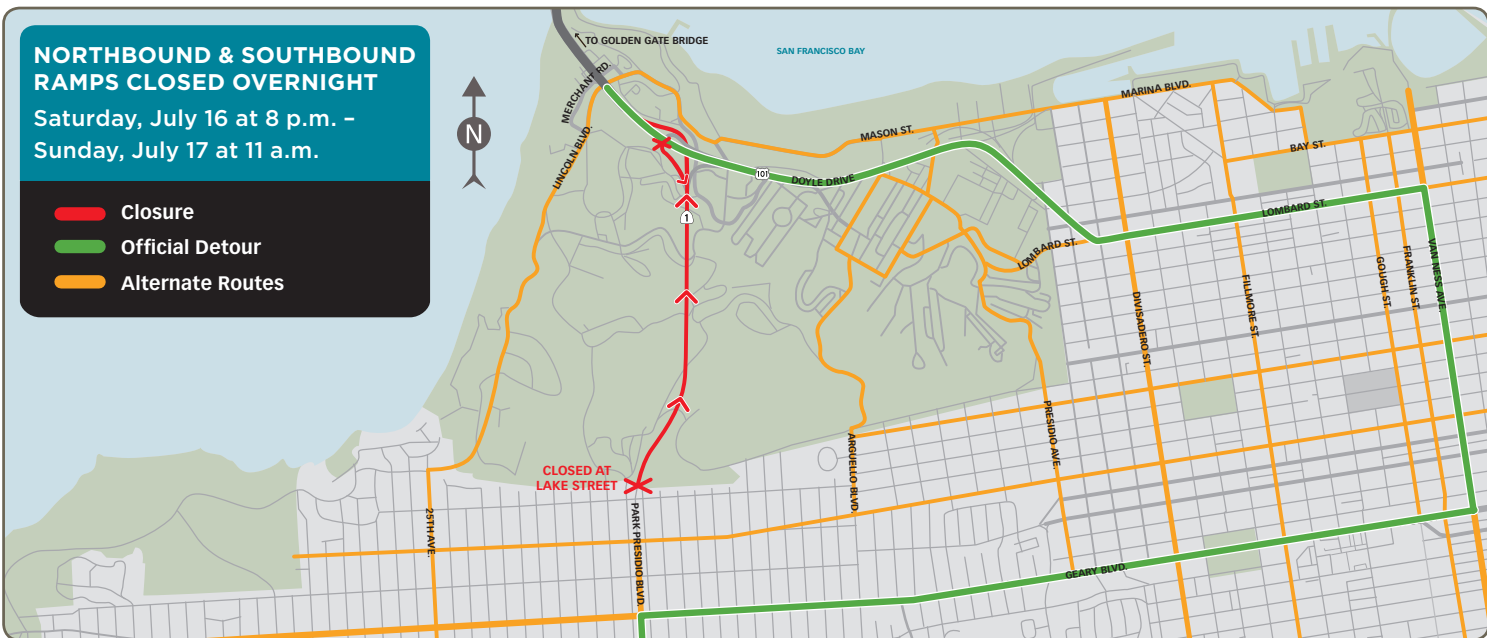 NORTHBOUND & SOUTHBOUND
RAMPS CLOSED OVERNIGHT
Saturday, July 16 at 8 p.m. –
Sunday, July 17 at 11 a.m.
Closure
Official Detour
Alternate Routes
N
TO GOLDEN GATE BRIDGE
SAN FRANCISCO BAY
MERCHANT RD.
LINCOLN BLVD.
MARINA BLVD.
MASON ST.
BAY ST.
101
DOYLE DRIVE
1
LOMBARD ST.
LOMBARD ST.
DIVISADERO ST.
FILLMORE ST.
GOUGH ST.
FRANKLIN ST.
VAN NESS AVE.
CLOSED AT
LAKE STREET
25TH AVE.
PARK PRESIDIO BLVD.
ARGUELLO BLVD.
PRESIDIO AVE.
GEARY BLVD.